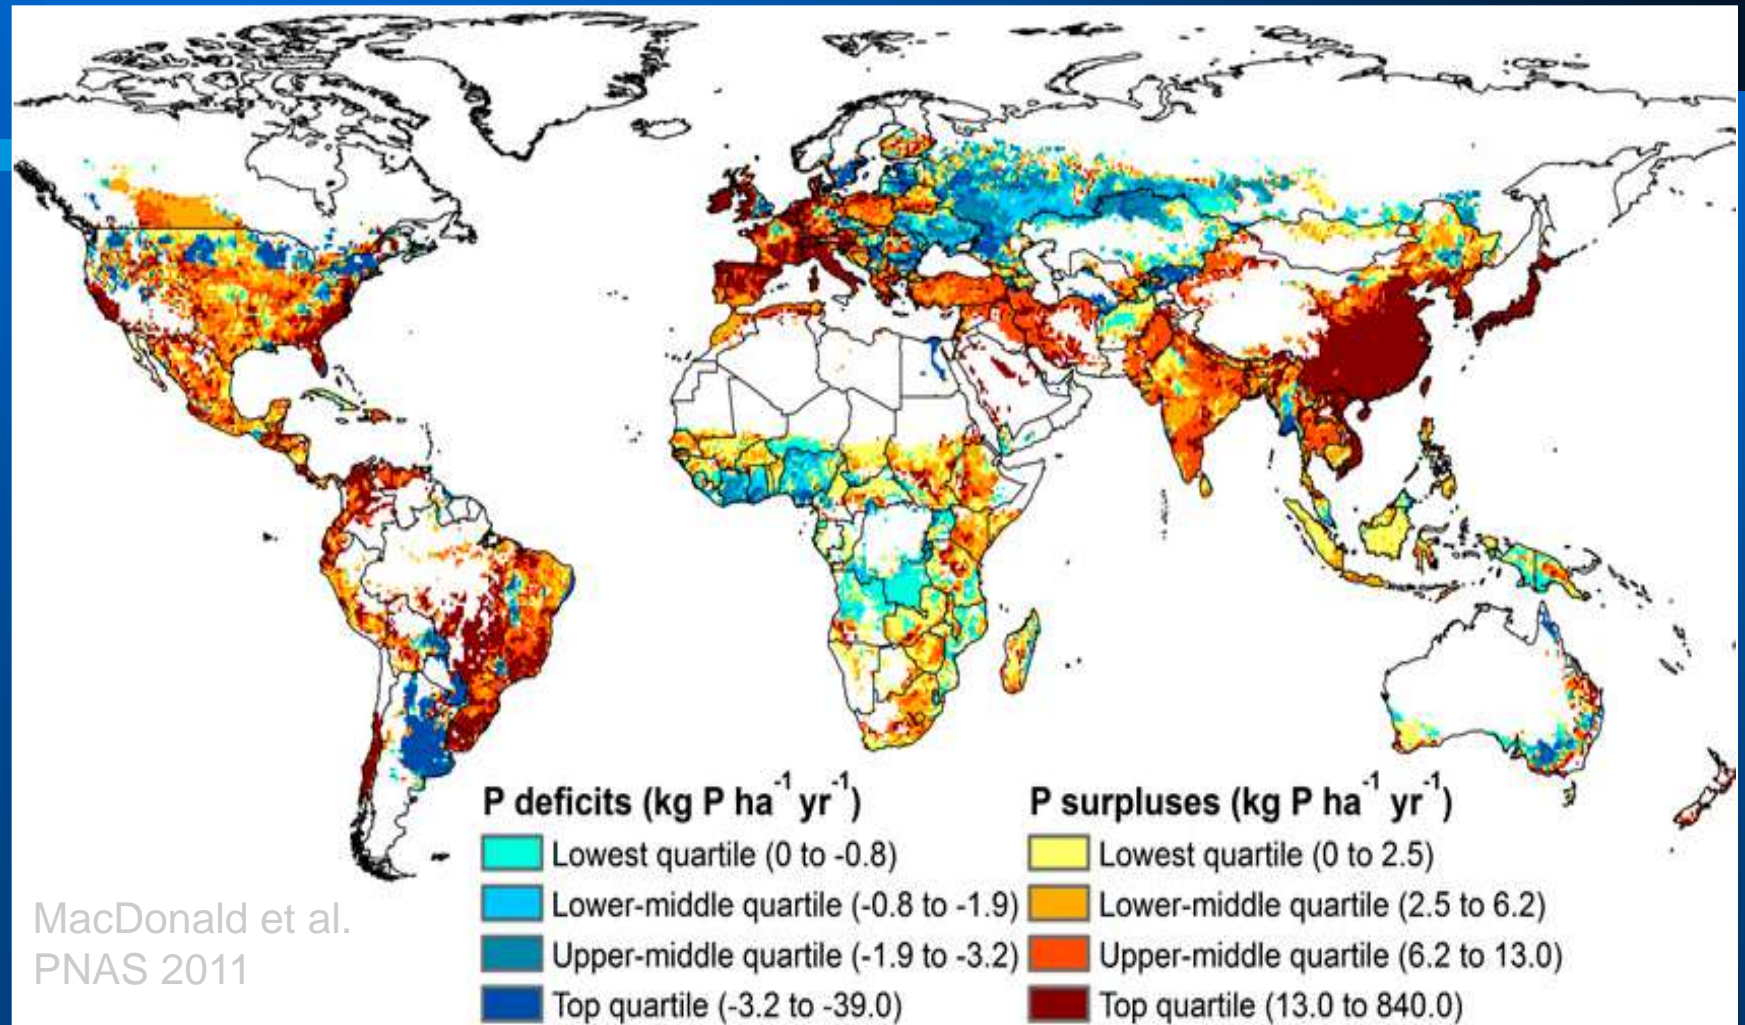 P deficits (kg P ha-1 yr-1)
Lowest quartile (0 to -0.8)
Lower-middle quartile (-0.8 to -1.9)
Upper-middle quartile (-1.9 to -3.2)
Top quartile (-3.2 to -39.0)
P surpluses (kg P ha-1 yr-1)
Lowest quartile (0 to 2.5)
Lower-middle quartile (2.5 to 6.2)
Upper-middle quartile (6.2 to 13.0)
Top quartile (13.0 to 840.0)
MacDonald et al.
PNAS 2011